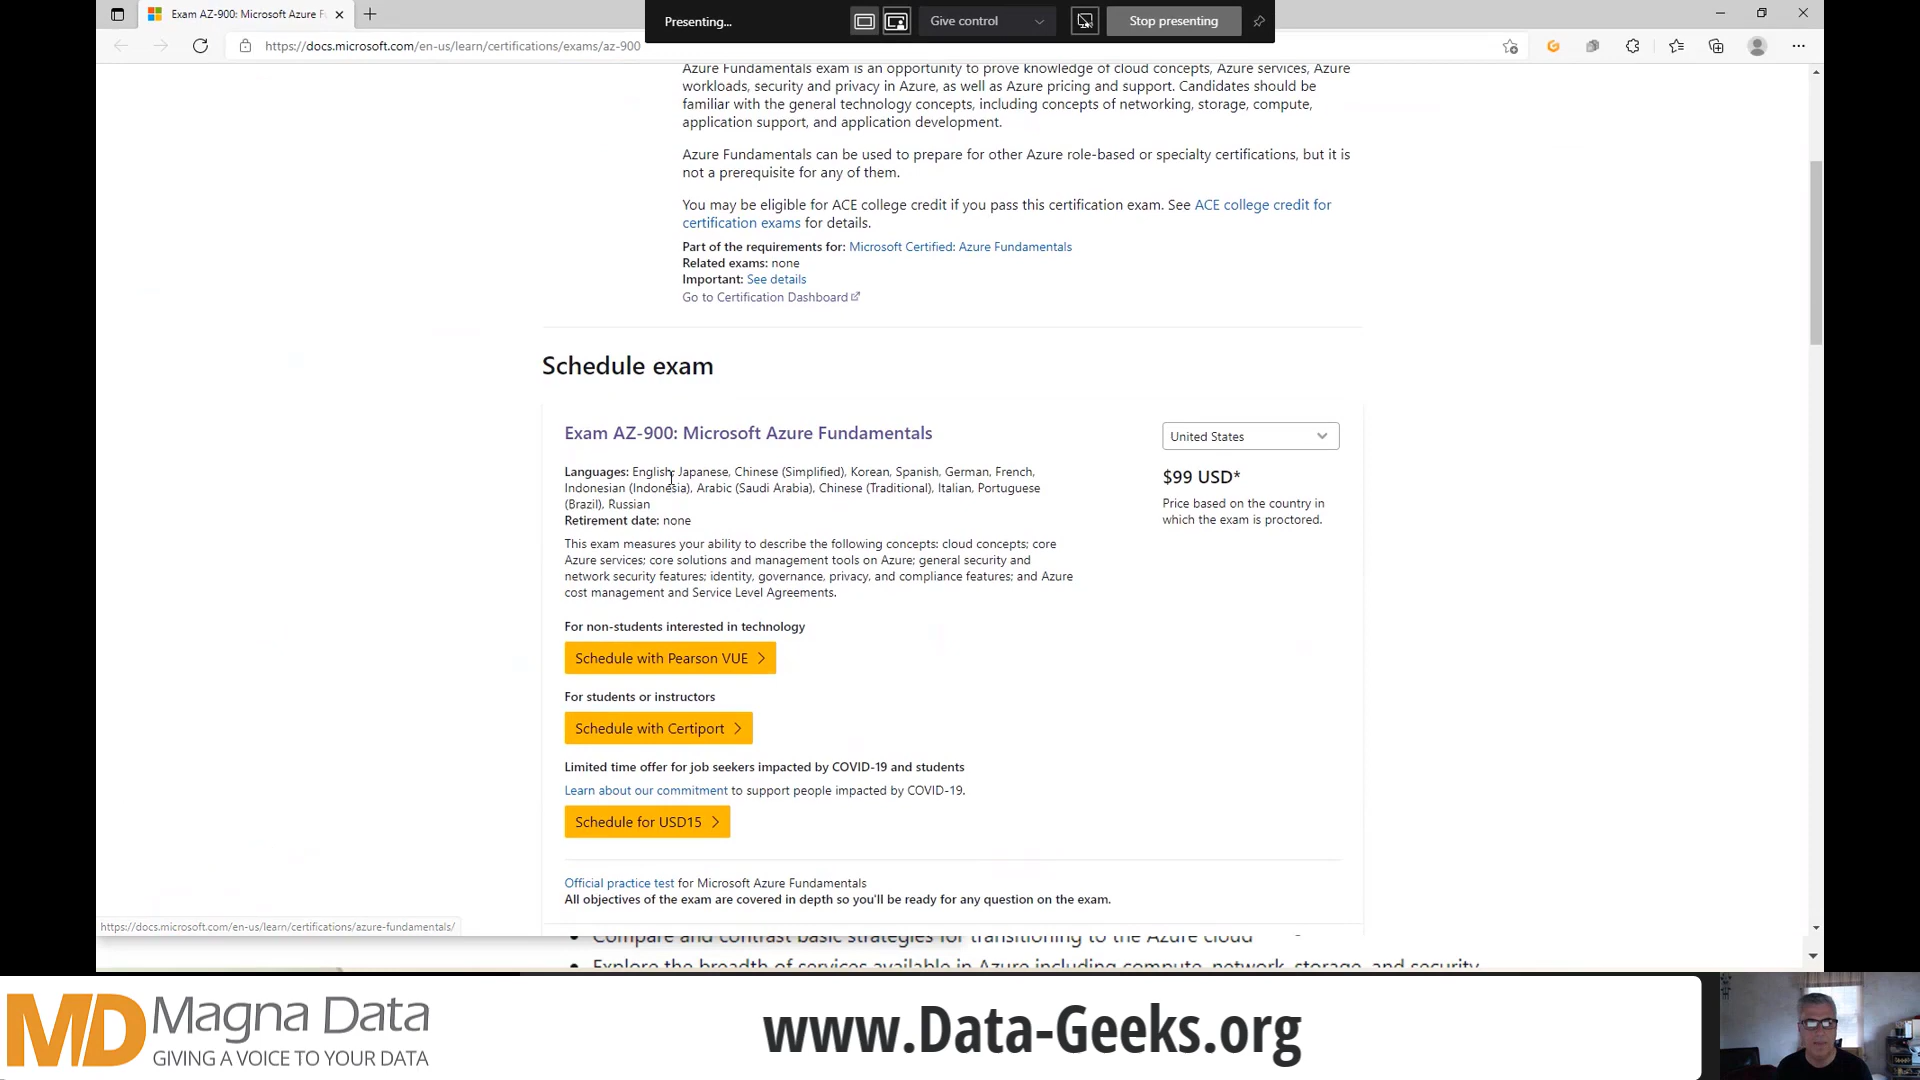 Exam AZ-900: Microsoft Azure F
Presenting...
Give control
Stop presenting
https://docs.microsoft.com/en-us/learn/certifications/exams/az-900
Azure Fundamentals exam is an opportunity to prove knowledge of cloud concepts, Azure services, Azure
workloads, security and privacy in Azure, as well as Azure pricing and support. Candidates should be
familiar with the general technology concepts, including concepts of networking, storage, compute,
application support, and application development.
Azure Fundamentals can be used to prepare for other Azure role-based or specialty certifications, but it is
not a prerequisite for any of them.
You may be eligible for ACE college credit if you pass this certification exam. See ACE college credit for
certification exams for details.
Part of the requirements for: Microsoft Certified: Azure Fundamentals
Related exams: none
Important: See details
Go to Certification Dashboard
Schedule exam
Exam AZ-900: Microsoft Azure Fundamentals
United States
Languages: English, Japanese, Chinese (Simplified), Korean, Spanish, German, French,
Indonesian (Indonesia), Arabic (Saudi Arabia), Chinese (Traditional), Italian, Portuguese
(Brazil), Russian
Retirement date: none
$99 USD*
Price based on the country in
which the exam is proctored.
This exam measures your ability to describe the following concepts: cloud concepts; core
Azure services; core solutions and management tools on Azure; general security and
network security features; identity, governance, privacy, and compliance features; and Azure
cost management and Service Level Agreements.
For non-students interested in technology
Schedule with Pearson VUE
For students or instructors
Schedule with Certiport
Limited time offer for job seekers impacted by COVID-19 and students
Learn about our commitment to support people impacted by COVID-19.
Schedule for USD15
Official practice test for Microsoft Azure Fundamentals
All objectives of the exam are covered in depth so you'll be ready for any question on the exam.
https://docs.microsoft.com/en-us/learn/certifications/azure-fundamentals/
Compare and contrast basic strategies for transitioning to the Azure cloud
Explore the breadth of services available in Azure including compute, network, storage, and security
MD Magna Data
GIVING A VOICE TO YOUR DATA
www.Data-Geeks.org